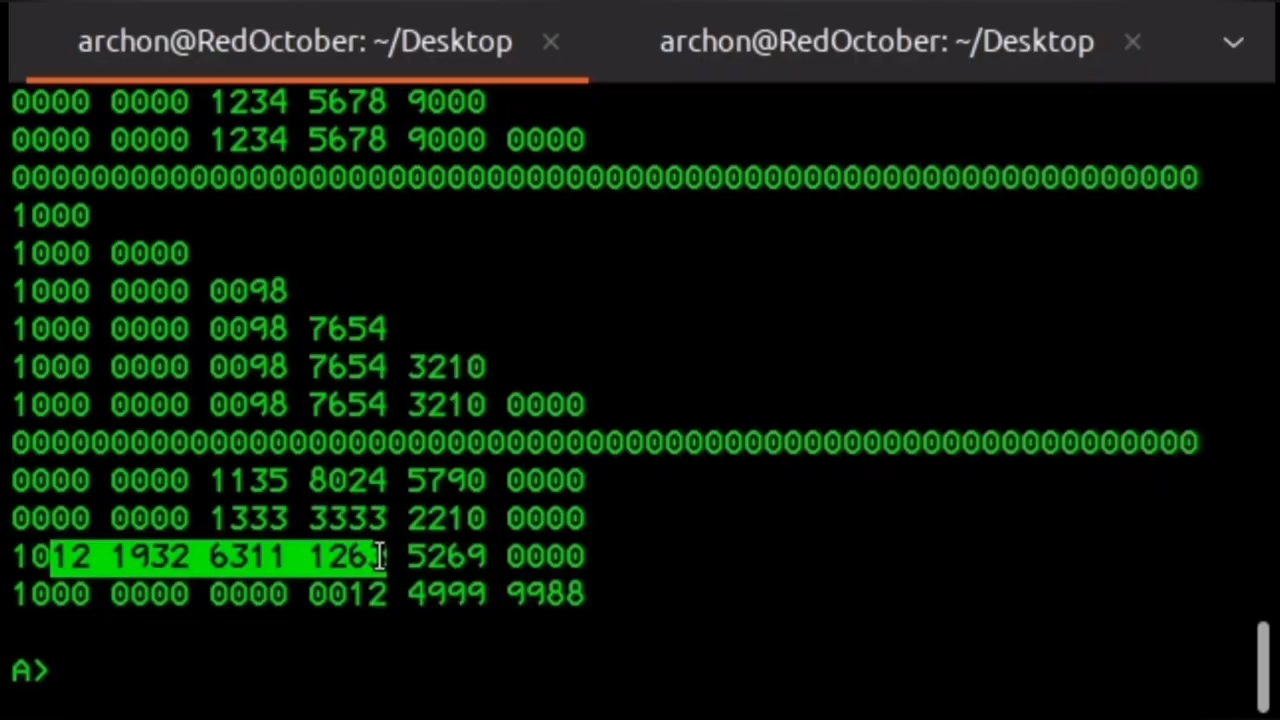 archon@RedOctober: ~/Desktop × archon@RedOctober: ~/Desktop ×
0000 0000 1234 5678 9000
0000 0000 1234 5678 9000 0000
000000000000000000000000000000000000000000000000000000000000
1000
1000 0000
1000 0000 0098
1000 0000 0098 7654
1000 0000 0098 7654 3210
1000 0000 0098 7654 3210 0000
000000000000000000000000000000000000000000000000000000000000
0000 0000 1135 8024 5790 0000
0000 0000 1333 3333 2210 0000
1012 1932 6311 1263 5269 0000
1000 0000 0000 0012 4999 9988
A>